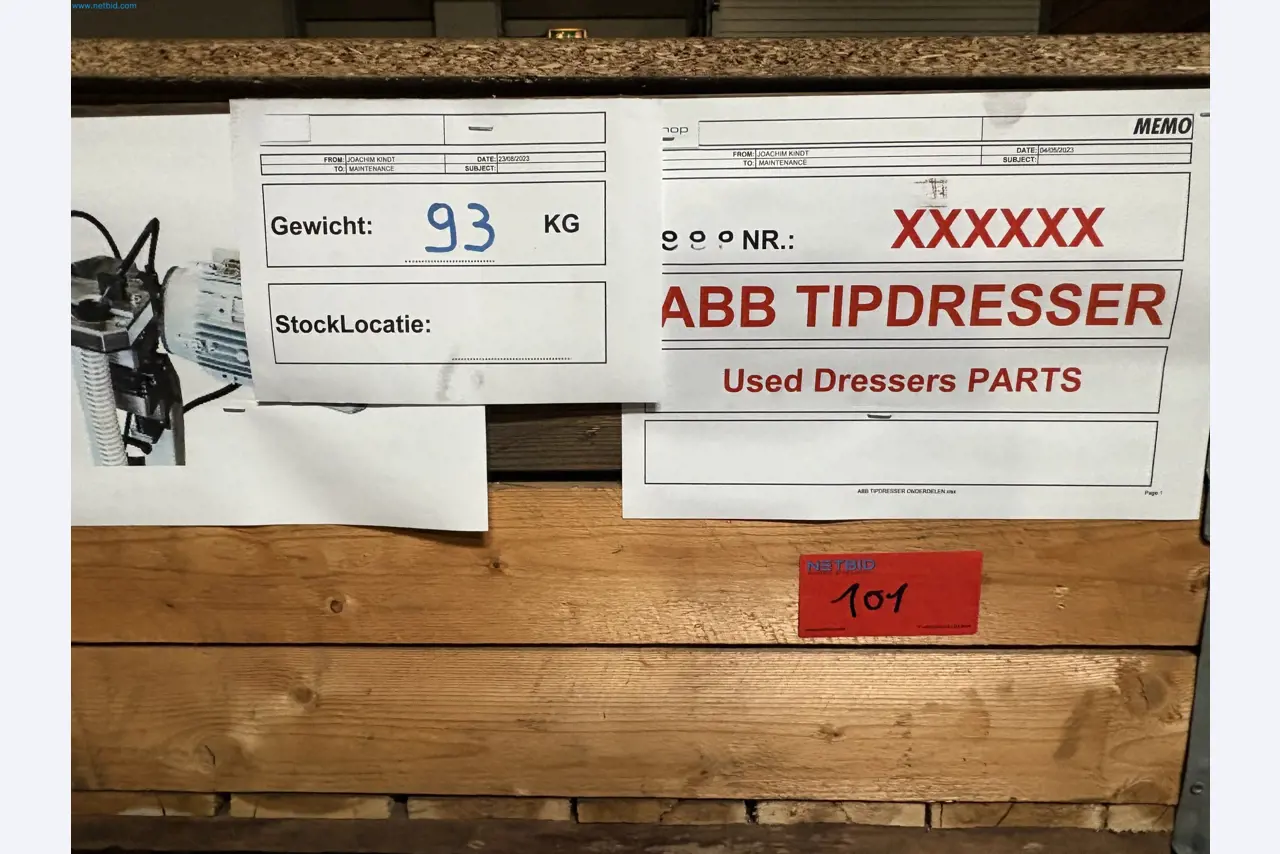 www.netbid.com
FROM: JOACHIM KINDT DATE: 23/08/2023
TO: MAINTENANCE SUBJECT:
Gewicht: 93 KG
StockLocatie:
hop MEMO
FROM: JOACHIM KINDT DATE: 04/05/2023
TO: MAINTENANCE SUBJECT:
NR.: XXXXXX
ABB TIPDRESSER
Used Dressers PARTS
ABB TIPDRESSER ONDERDELEN.xlsx Page 1
NETBID
101